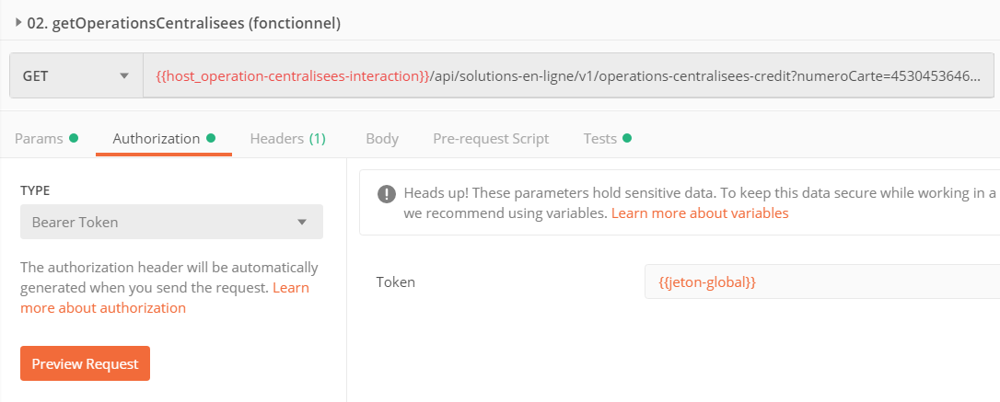 02. getOperationsCentralisees (fonctionnel)
GET {{host_operation-centralisees-interaction}}/api/solutions-en-ligne/v1/operations-centralisees-credit?numeroCarte=4530453646...
Params Authorization Headers (1) Body Pre-request Script Tests
TYPE
Bearer Token
The authorization header will be automatically
generated when you send the request. Learn
more about authorization
Preview Request
Heads up! These parameters hold sensitive data. To keep this data secure while working in a
we recommend using variables. Learn more about variables
Token {{jeton-global}}